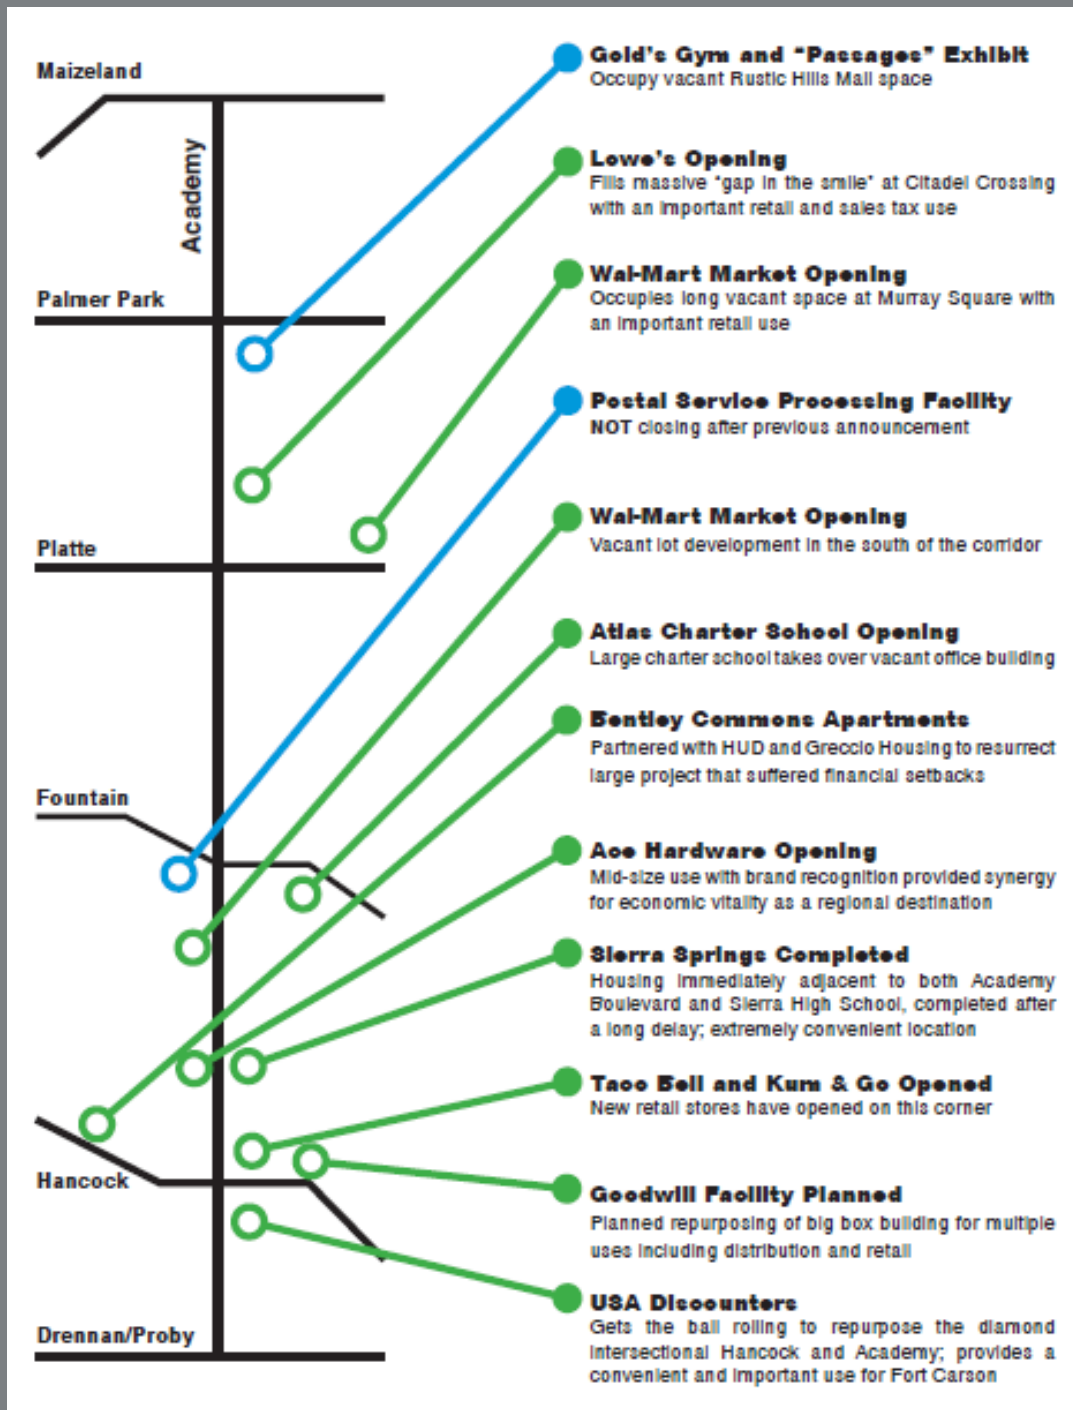 Maizeland
Academy
Palmer Park
Platte
Fountain
Hancock
Drennan/Proby
Gold's Gym and "Passages" Exhibit
Occupy vacant Rustic Hills Mall space
Lowe's Opening
Fills massive "gap in the smile" at Citadel Crossing
with an important retail and sales tax use
Wal-Mart Market Opening
Occupies long vacant space at Murray Square with
an important retail use
Postal Service Processing Facility
NOT closing after previous announcement
Wal-Mart Market Opening
Vacant lot development in the south of the corridor
Atlas Charter School Opening
Large charter school takes over vacant office building
Bentley Commons Apartments
Partnered with HUD and Greccio Housing to resurrect
large project that suffered financial setbacks
Ace Hardware Opening
Mid-size use with brand recognition provided synergy
for economic vitality as a regional destination
Sierra Springs Completed
Housing immediately adjacent to both Academy
Boulevard and Sierra High School, completed after
a long delay; extremely convenient location
Taco Bell and Kum & Go Opened
New retail stores have opened on this corner
Goodwill Facility Planned
Planned repurposing of big box building for multiple
uses including distribution and retail
USA Discounters
Gets the ball rolling to repurpose the diamond
intersectional Hancock and Academy; provides a
convenient and important use for Fort Carson